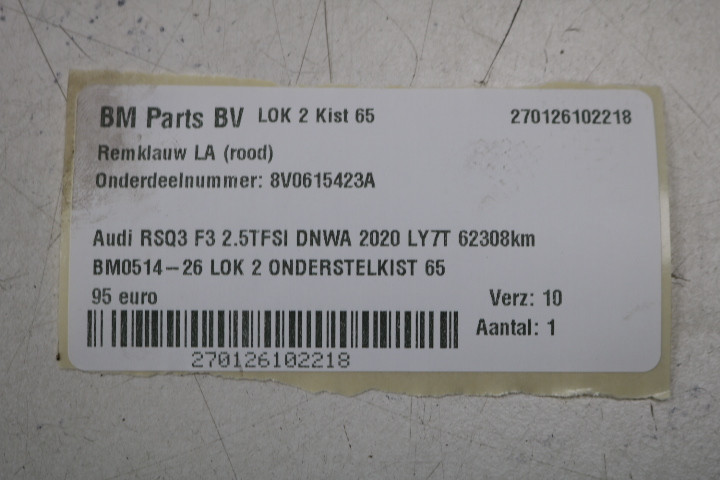 BM Parts BV LOK 2 Kist 65 270126102218
Remklauw LA (rood)
Onderdeelnummer: 8V0615423A
Audi RSQ3 F3 2.5TFSI DNWA 2020 LY7T 62308km
BM0514-26 LOK 2 ONDERSTELKIST 65
95 euro Verz: 10
Aantal: 1
270126102218